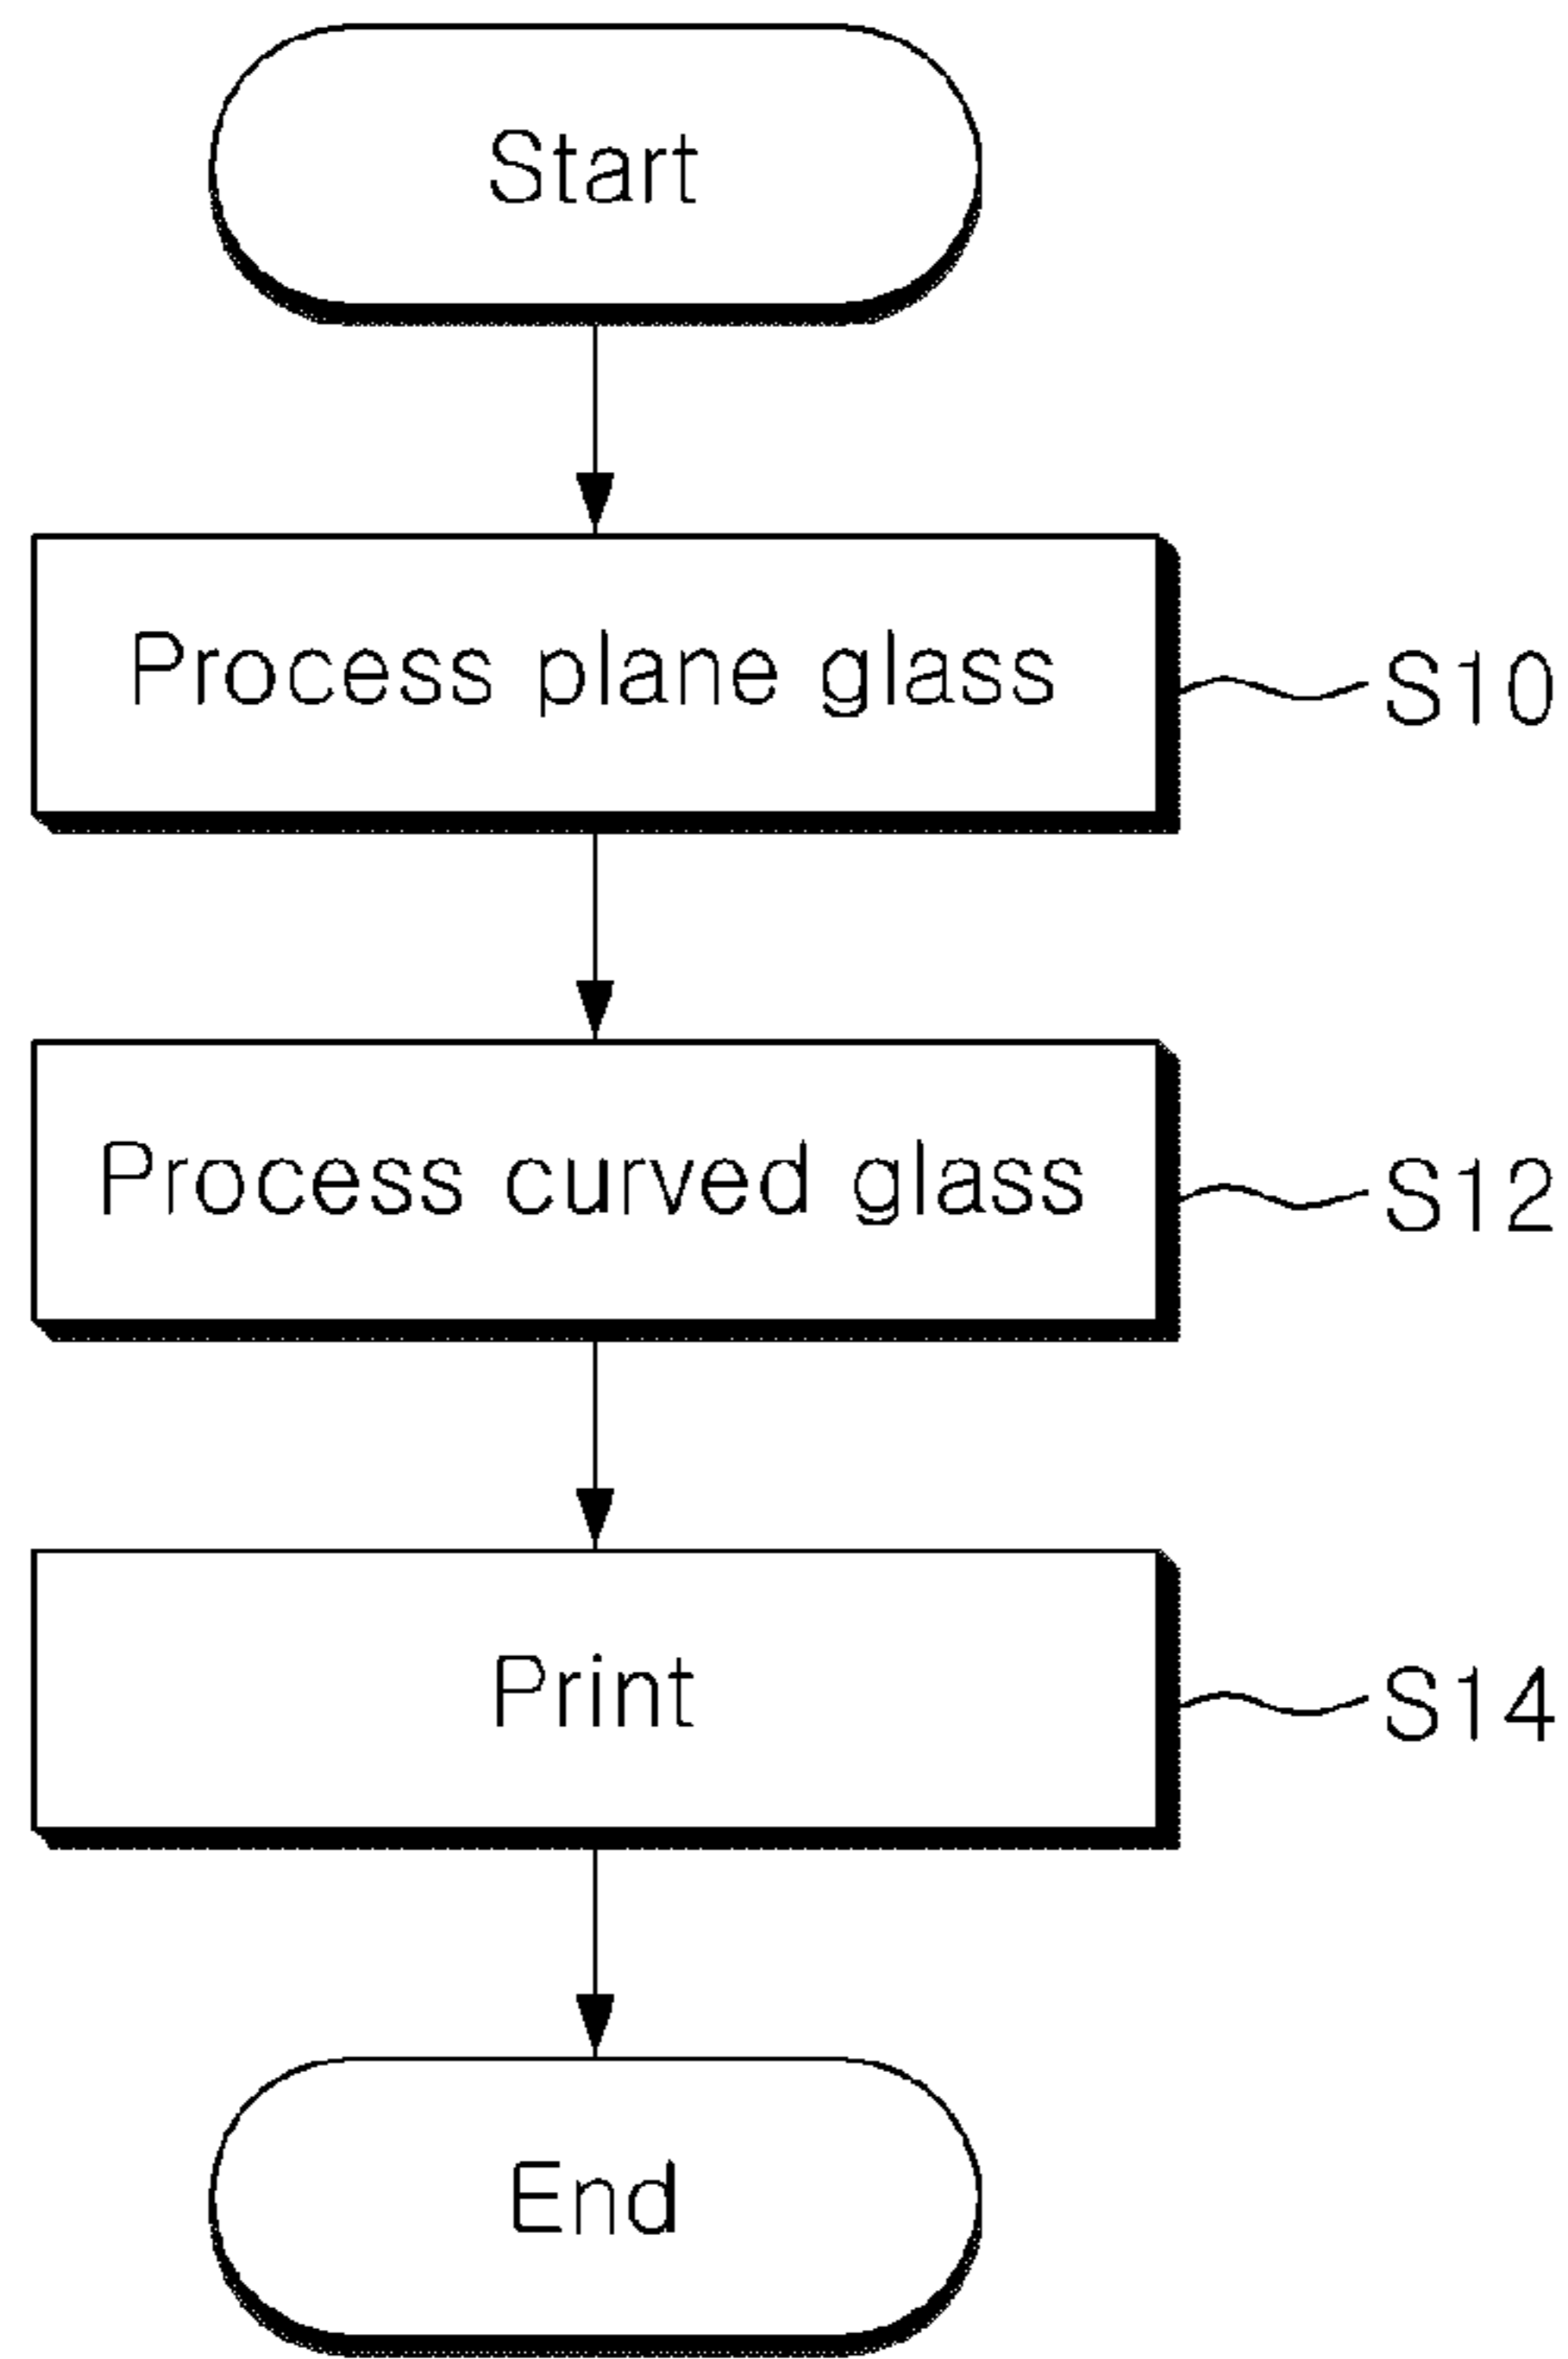 Start
Process plane glass
S10
Process curved glass
S12
Print
S14
End